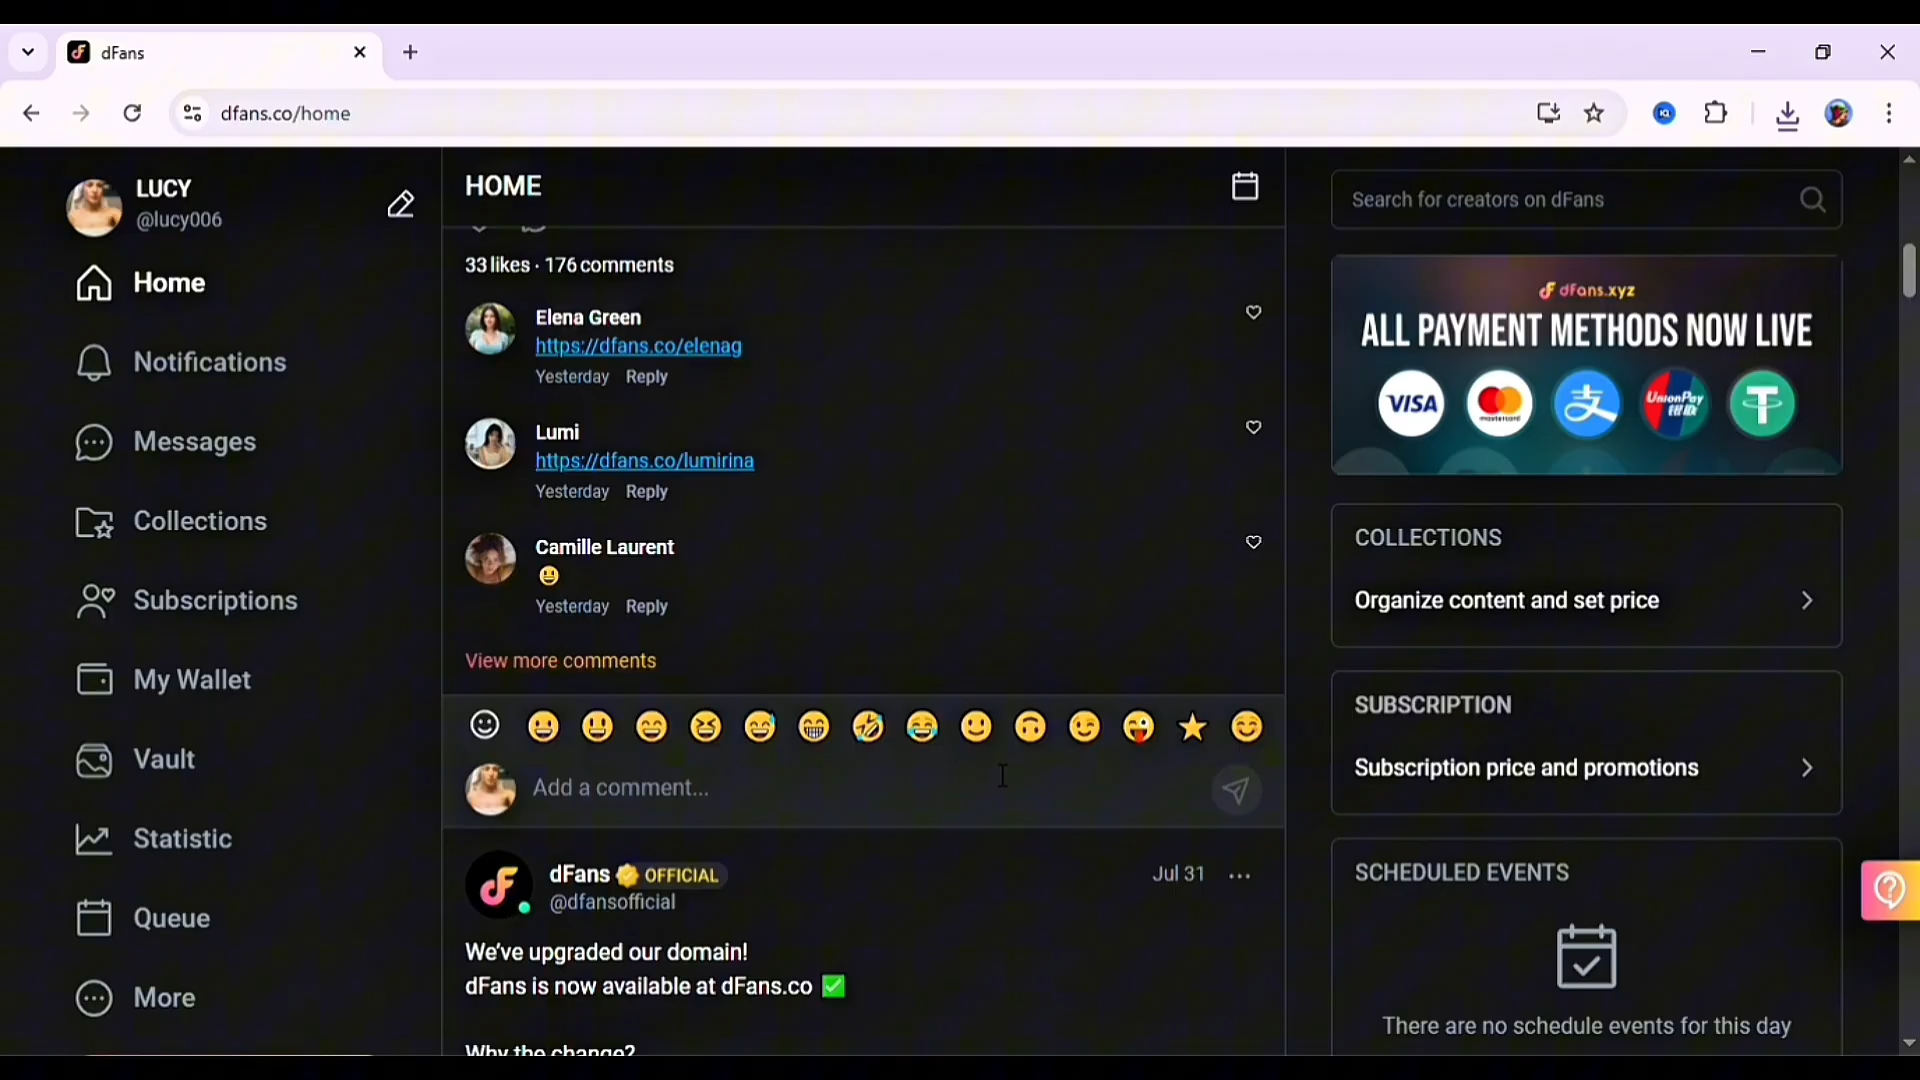 dFans
dfans.co/home
LUCY
@lucy006
Home
Notifications
Messages
Collections
Subscriptions
My Wallet
Vault
Statistic
Queue
More
HOME
33 likes · 176 comments
Elena Green
https://dfans.co/elenag
Yesterday Reply
Lumi
https://dfans.co/lumirina
Yesterday Reply
Camille Laurent
😃
Yesterday Reply
View more comments
Add a comment...
dFans OFFICIAL
@dfansofficial
Jul 31
We've upgraded our domain!
dFans is now available at dFans.co ✅
Why the change?
Search for creators on dFans
dFans.xyz
ALL PAYMENT METHODS NOW LIVE
VISA
mastercard
支
UnionPay
COLLECTIONS
Organize content and set price
SUBSCRIPTION
Subscription price and promotions
SCHEDULED EVENTS
There are no schedule events for this day